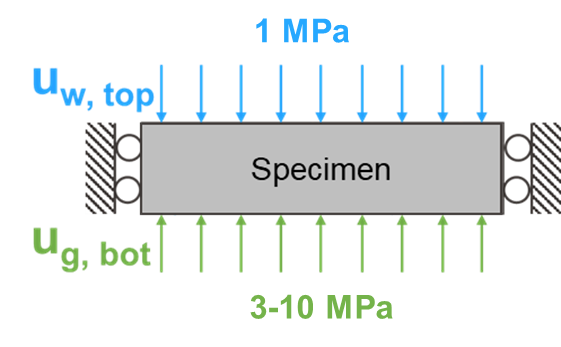 1 MPa
uw, top
Specimen
ug, bot
3-10 MPa